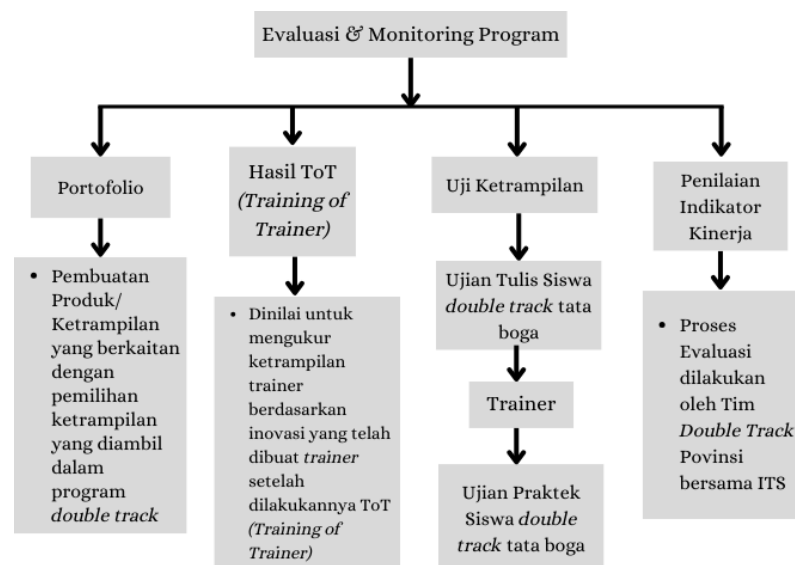 Evaluasi & Monitoring Program
Portofolio
• Pembuatan
Produk/
Ketrampilan
yang berkaitan
dengan
pemilihan
ketrampilan
yang diambil
dalam
program
double track
Hasil ToT
(Training of
Trainer)
• Dinilai untuk
mengukur
ketrampilan
trainer
berdasarkan
inovasi yang telah
dibuat trainer
setelah
dilakukannya ToT
(Training of
Trainer)
Uji Ketrampilan
Ujian Tulis Siswa
double track tata
boga
Trainer
Ujian Praktek
Siswa double
track tata boga
Penilaian
Indikator
Kinerja
• Proses
Evaluasi
dilakukan
oleh Tim
Double Track
Povinsi
bersama ITS